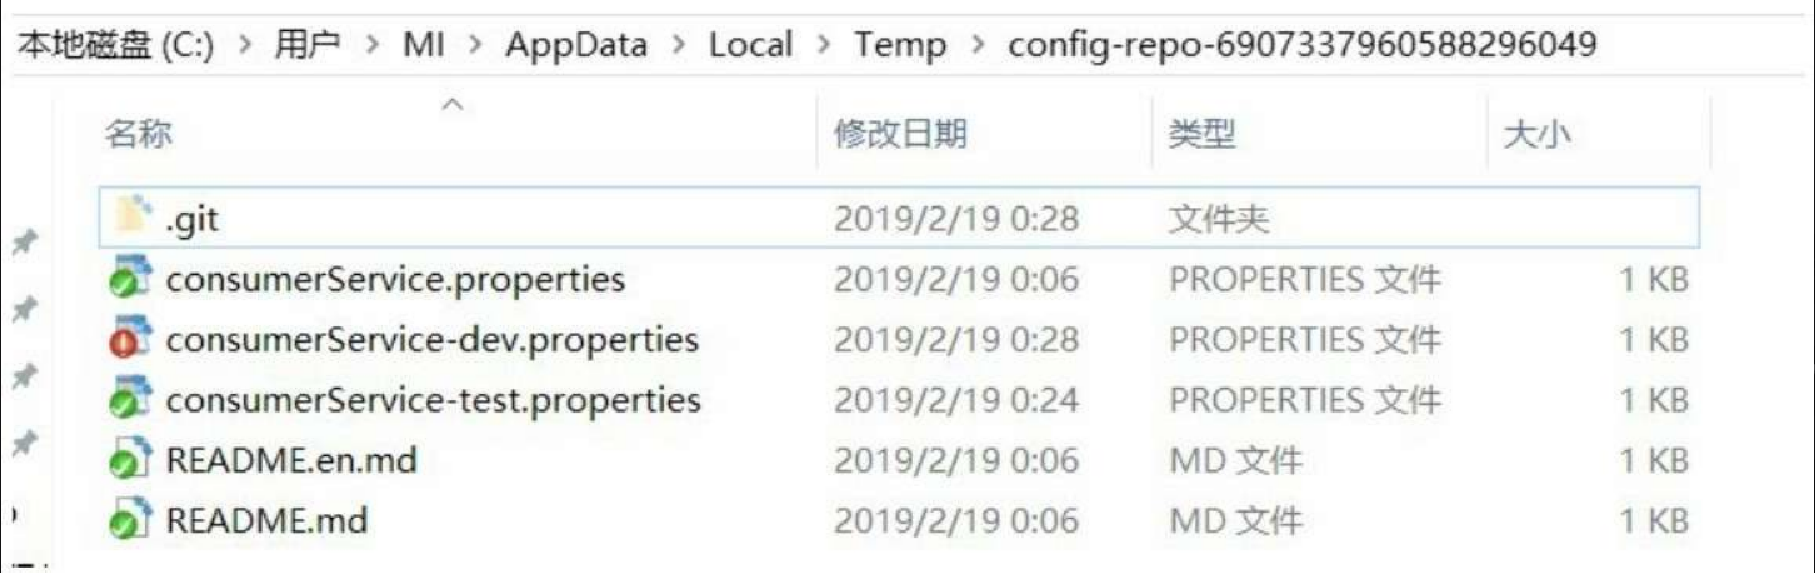 本地磁盘 (C:) > 用户 > MI > AppData > Local > Temp > config-repo-6907337960588296049
名称 修改日期 类型 大小
.git 2019/2/19 0:28 文件夹
consumerService.properties 2019/2/19 0:06 PROPERTIES 文件 1 KB
consumerService-dev.properties 2019/2/19 0:28 PROPERTIES 文件 1 KB
consumerService-test.properties 2019/2/19 0:24 PROPERTIES 文件 1 KB
README.en.md 2019/2/19 0:06 MD 文件 1 KB
README.md 2019/2/19 0:06 MD 文件 1 KB